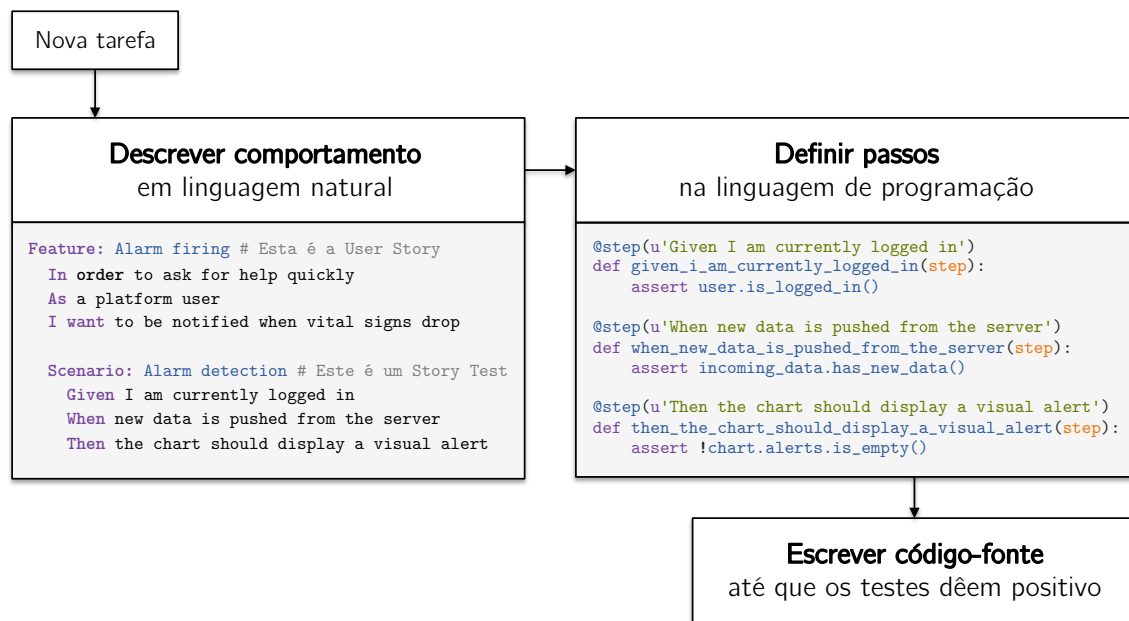 Nova tarefa
Descrever comportamento
em linguagem natural
Feature: Alarm firing # Esta é a User Story
In order to ask for help quickly
As a platform user
I want to be notified when vital signs drop
Scenario: Alarm detection # Este é um Story Test
Given I am currently logged in
When new data is pushed from the server
Then the chart should display a visual alert
Definir passos
na linguagem de programação
@step(u'Given I am currently logged in')
def given_i_am_currently_logged_in(step):
assert user.is_logged_in()
@step(u'When new data is pushed from the server')
def when_new_data_is_pushed_from_the_server(step):
assert incoming_data.has_new_data()
@step(u'Then the chart should display a visual alert')
def then_the_chart_should_display_a_visual_alert(step):
assert !chart.alerts.is_empty()
Escrever código-fonte
até que os testes dêem positivo